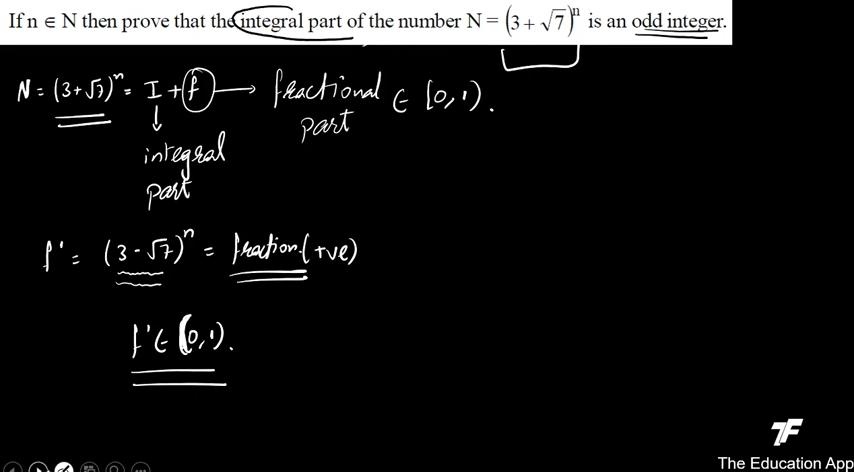 If n ∈ N then prove that the integral part of the number N = (3 + √7)^n is an odd integer.
N = (3+√7)^n = I + f → fractional part ∈ [0,1).
integral part
f' = (3 - √7)^n = fraction (+ve)
f' ∈ (0,1).
The Education App